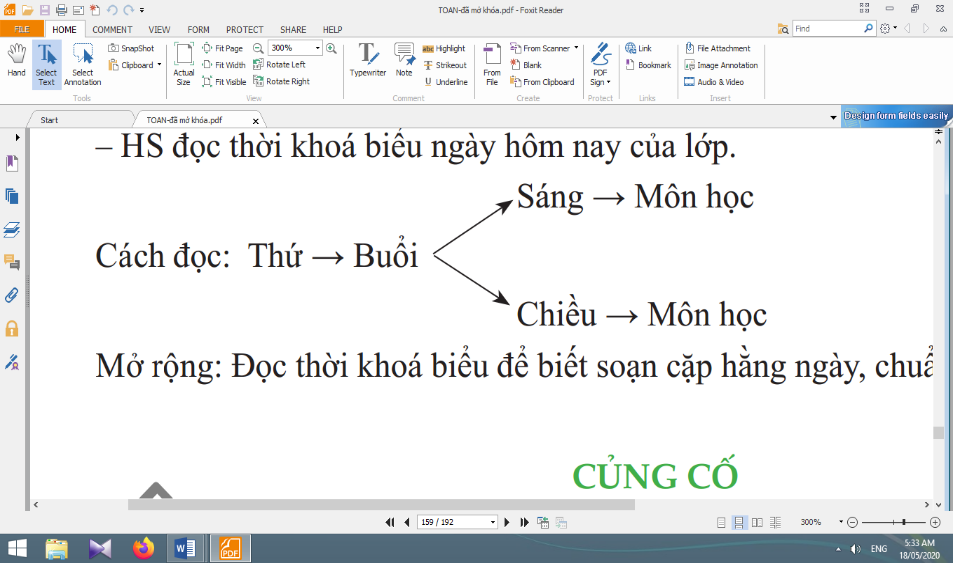 TOAN-đã mở khóa.pdf - Foxit Reader
FILE HOME COMMENT VIEW FORM PROTECT SHARE HELP
Find
Hand
Select Text
Select Annotation
SnapShot
Clipboard
Tools
Actual Size
Fit Page
Fit Width
Fit Visible
300%
Rotate Left
Rotate Right
View
Typewriter
Note
abc Highlight
Strikeout
Underline
Comment
From File
From Scanner
Blank
From Clipboard
Create
PDF Sign
Protect
Link
Bookmark
Links
File Attachment
Image Annotation
Audio & Video
Insert
Start
TOAN-đã mở khóa.pdf
Design form fields easily
– HS đọc thời khoá biểu ngày hôm nay của lớp.
Sáng → Môn học
Cách đọc: Thứ → Buổi
Chiều → Môn học
Mở rộng: Đọc thời khoá biểu để biết soạn cặp hằng ngày, chuẩ
CỦNG CỐ
159 / 192
300%
ENG
5:33 AM
18/05/2020